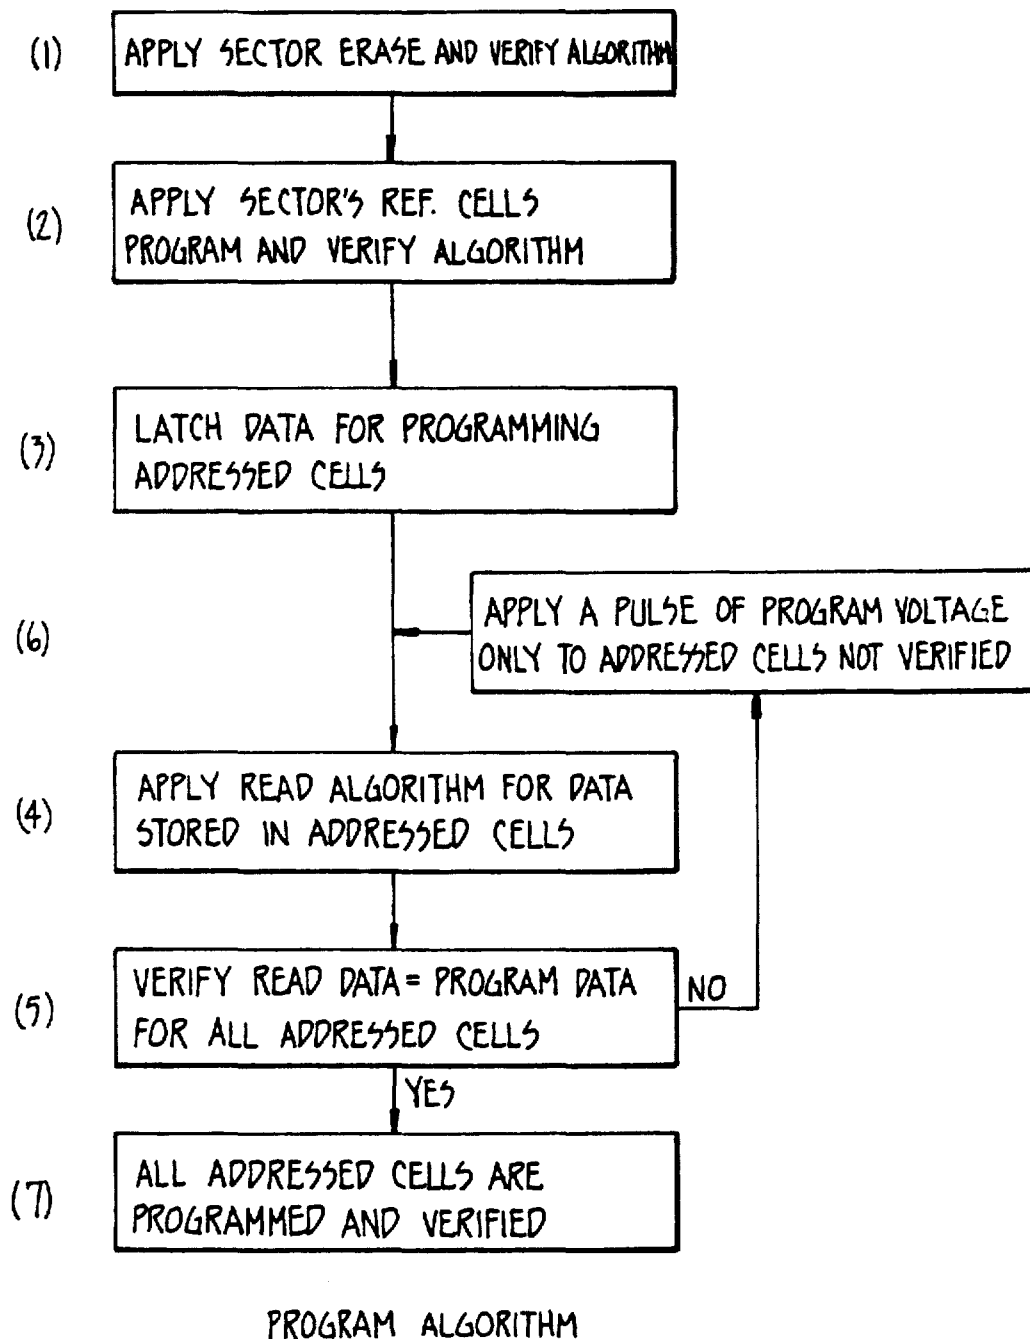 (1) APPLY SECTOR ERASE AND VERIFY ALGORITHM
(2) APPLY SECTOR'S REF. CELLS
PROGRAM AND VERIFY ALGORITHM
(3) LATCH DATA FOR PROGRAMMING
ADDRESSED CELLS
(6) APPLY A PULSE OF PROGRAM VOLTAGE
ONLY TO ADDRESSED CELLS NOT VERIFIED
(4) APPLY READ ALGORITHM FOR DATA
STORED IN ADDRESSED CELLS
(5) VERIFY READ DATA = PROGRAM DATA
FOR ALL ADDRESSED CELLS
NO
YES
(7) ALL ADDRESSED CELLS ARE
PROGRAMMED AND VERIFIED
PROGRAM ALGORITHM